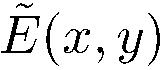 Ẽ(x, y)